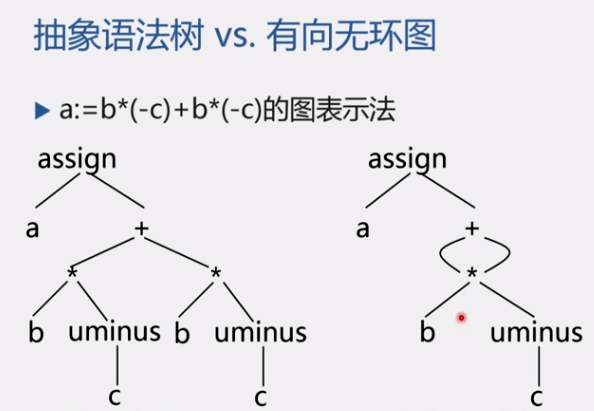 抽象语法树 vs. 有向无环图
a:=b*(-c)+b*(-c)的图表示法
assign assign
a + a +
* * *
b uminus b uminus b uminus
c c c